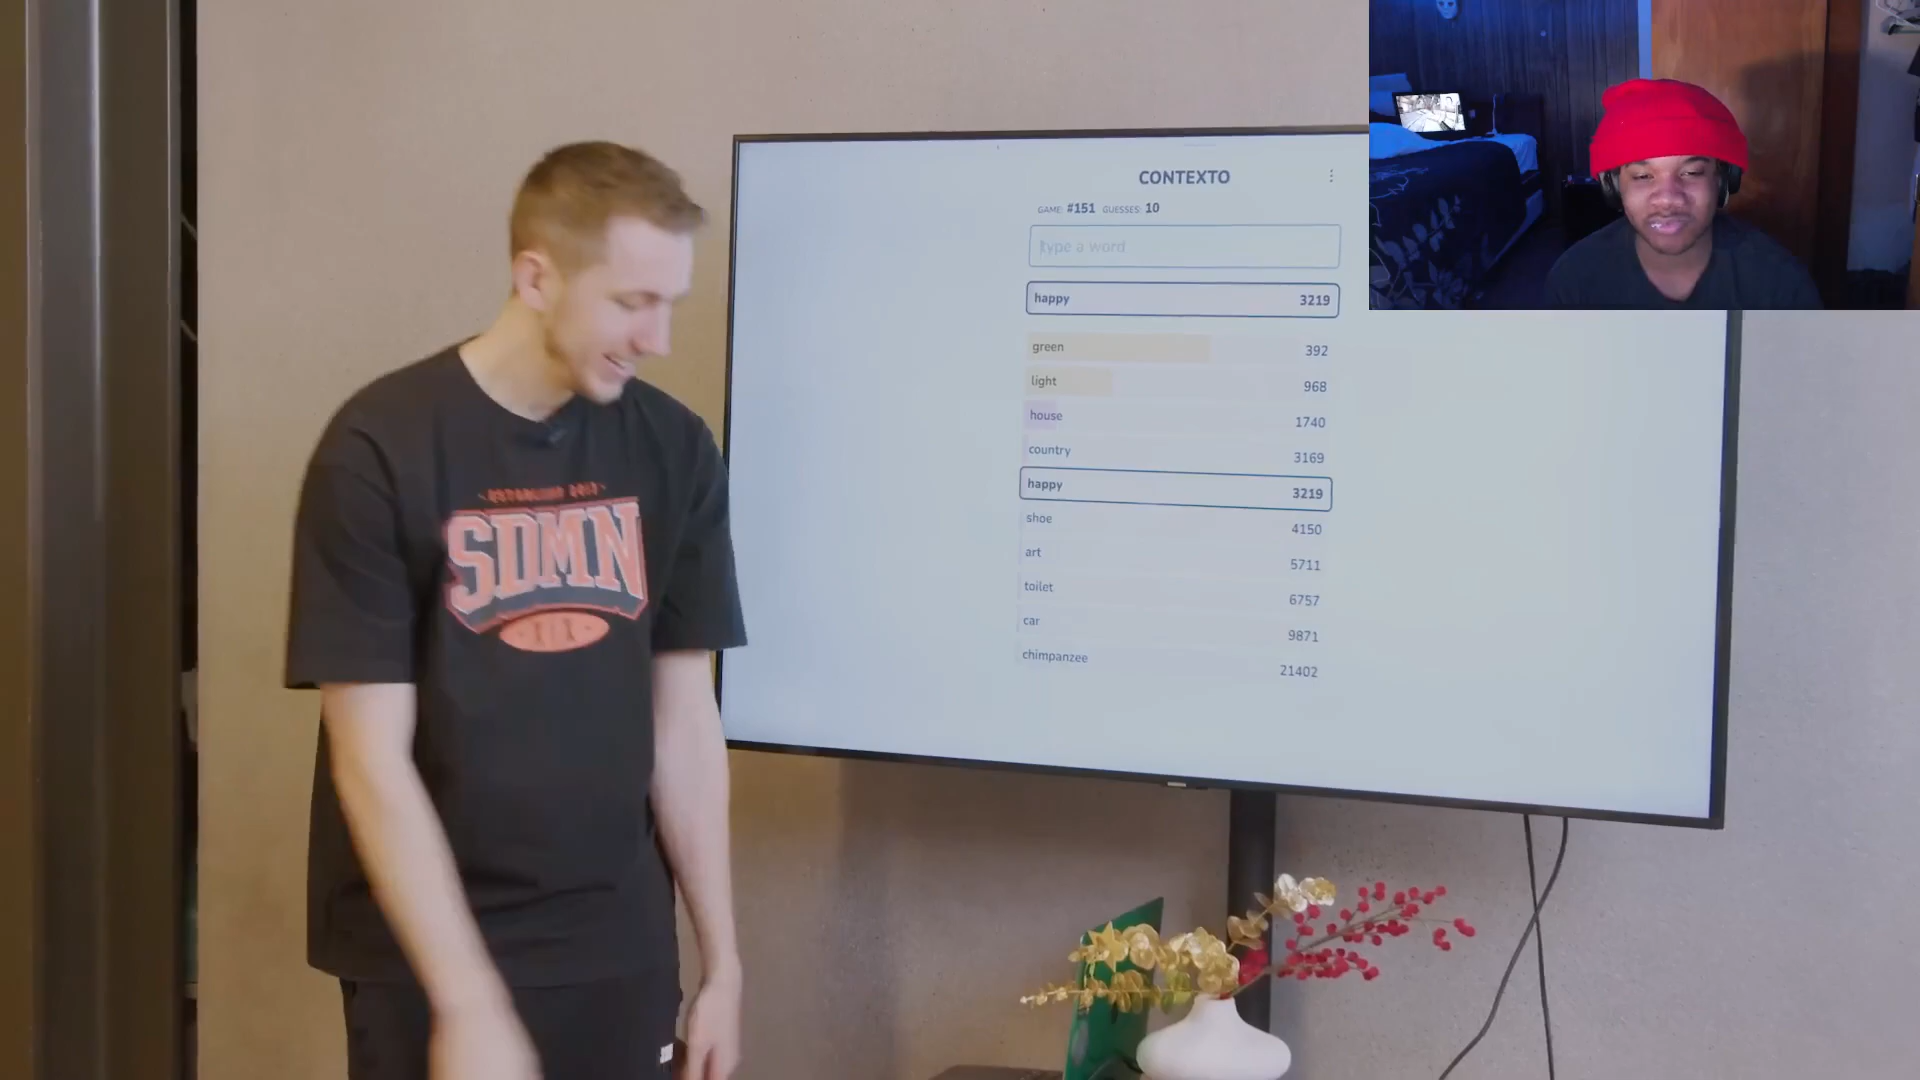 CONTEXTO
GAME: #151 GUESSES: 10
type a word
happy 3219
green 392
light 968
house 1740
country 3169
happy 3219
shoe 4150
art 5711
toilet 6757
car 9871
chimpanzee 21402
SDMN
XIX